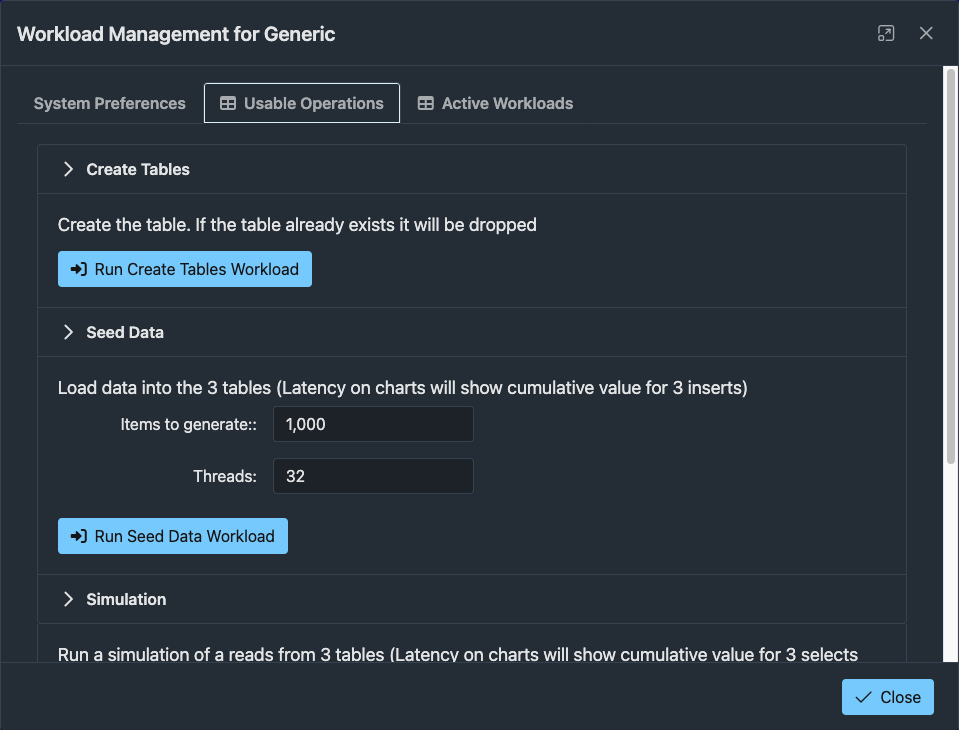 Workload Management for Generic
System Preferences
Usable Operations
Active Workloads
Create Tables
Create the table. If the table already exists it will be dropped
Run Create Tables Workload
Seed Data
Load data into the 3 tables (Latency on charts will show cumulative value for 3 inserts)
Items to generate::
1,000
Threads:
32
Run Seed Data Workload
Simulation
Run a simulation of a reads from 3 tables (Latency on charts will show cumulative value for 3 selects
Close